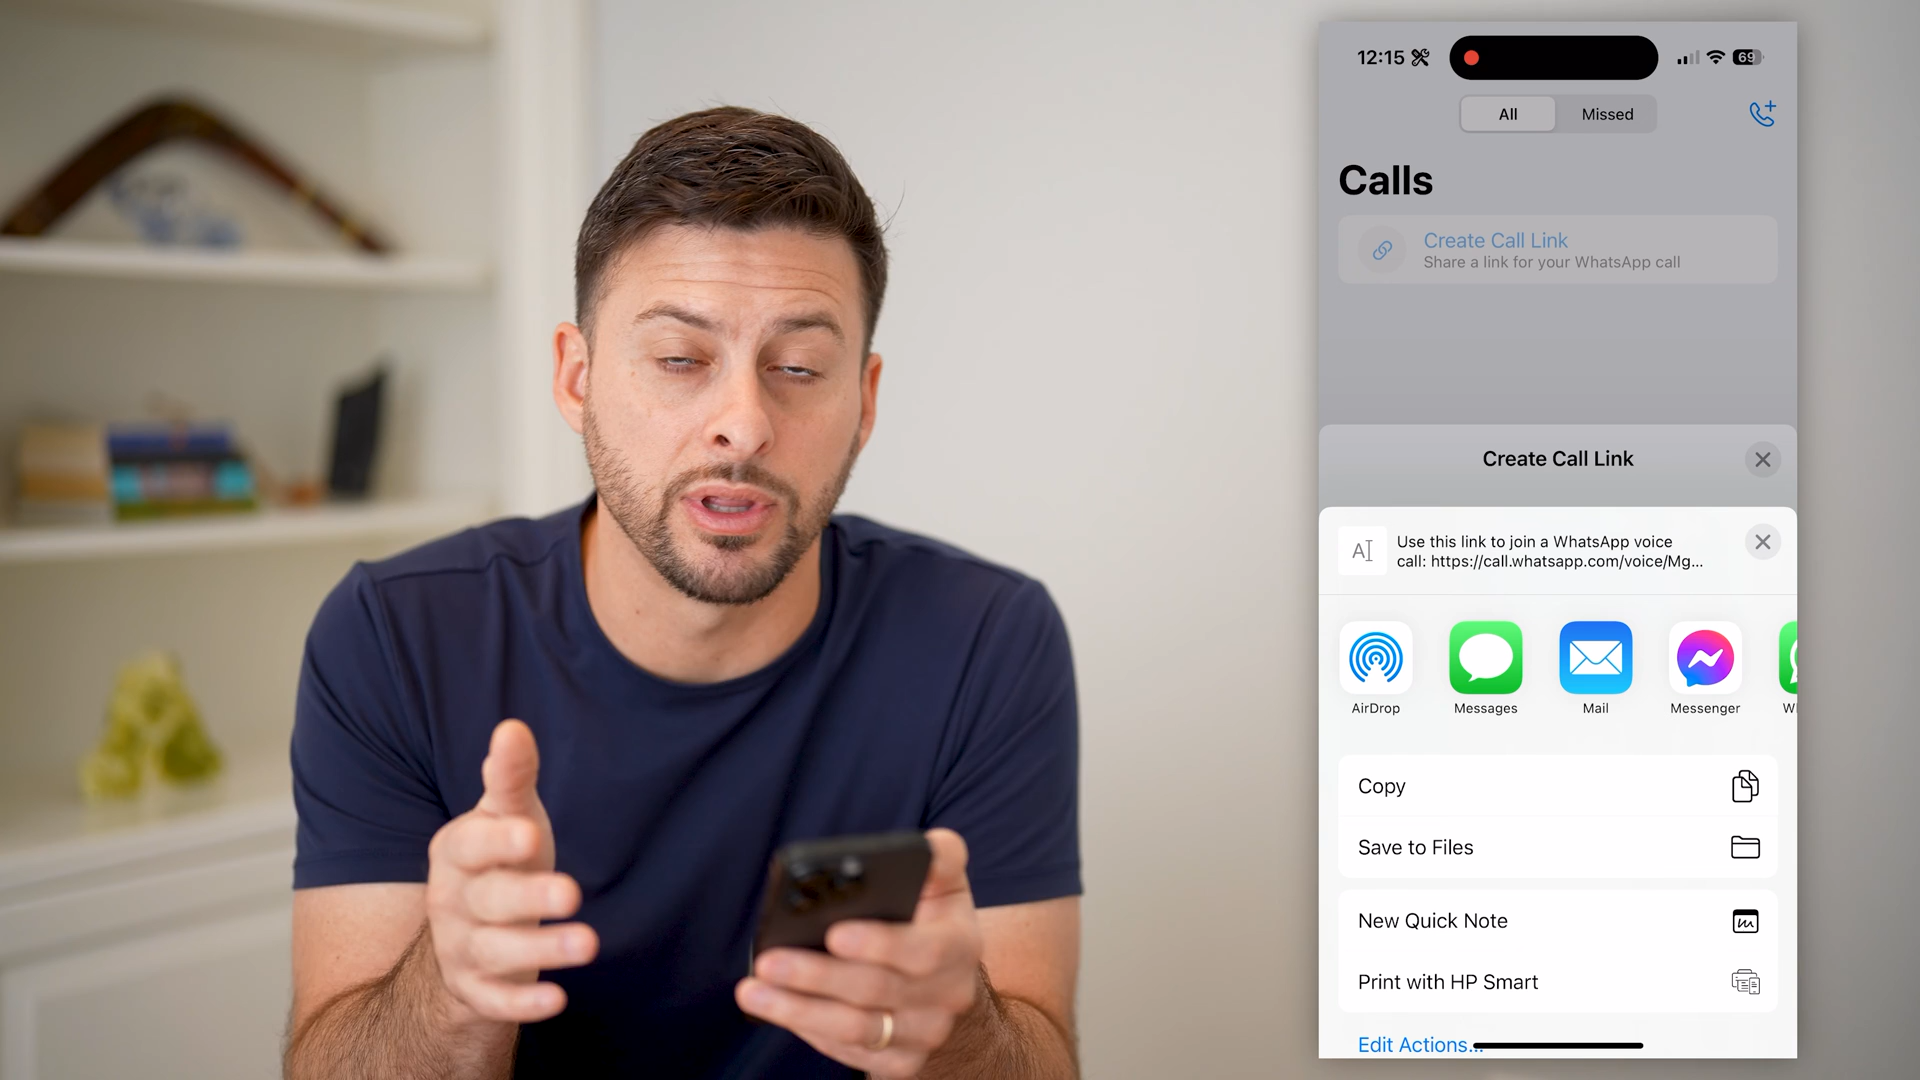 12:15
69
All
Missed
Calls
Create Call Link
Share a link for your WhatsApp call
Create Call Link
A
Use this link to join a WhatsApp voice
call: https://call.whatsapp.com/voice/Mg...
AirDrop
Messages
Mail
Messenger
Copy
Save to Files
New Quick Note
Print with HP Smart
Edit Actions...